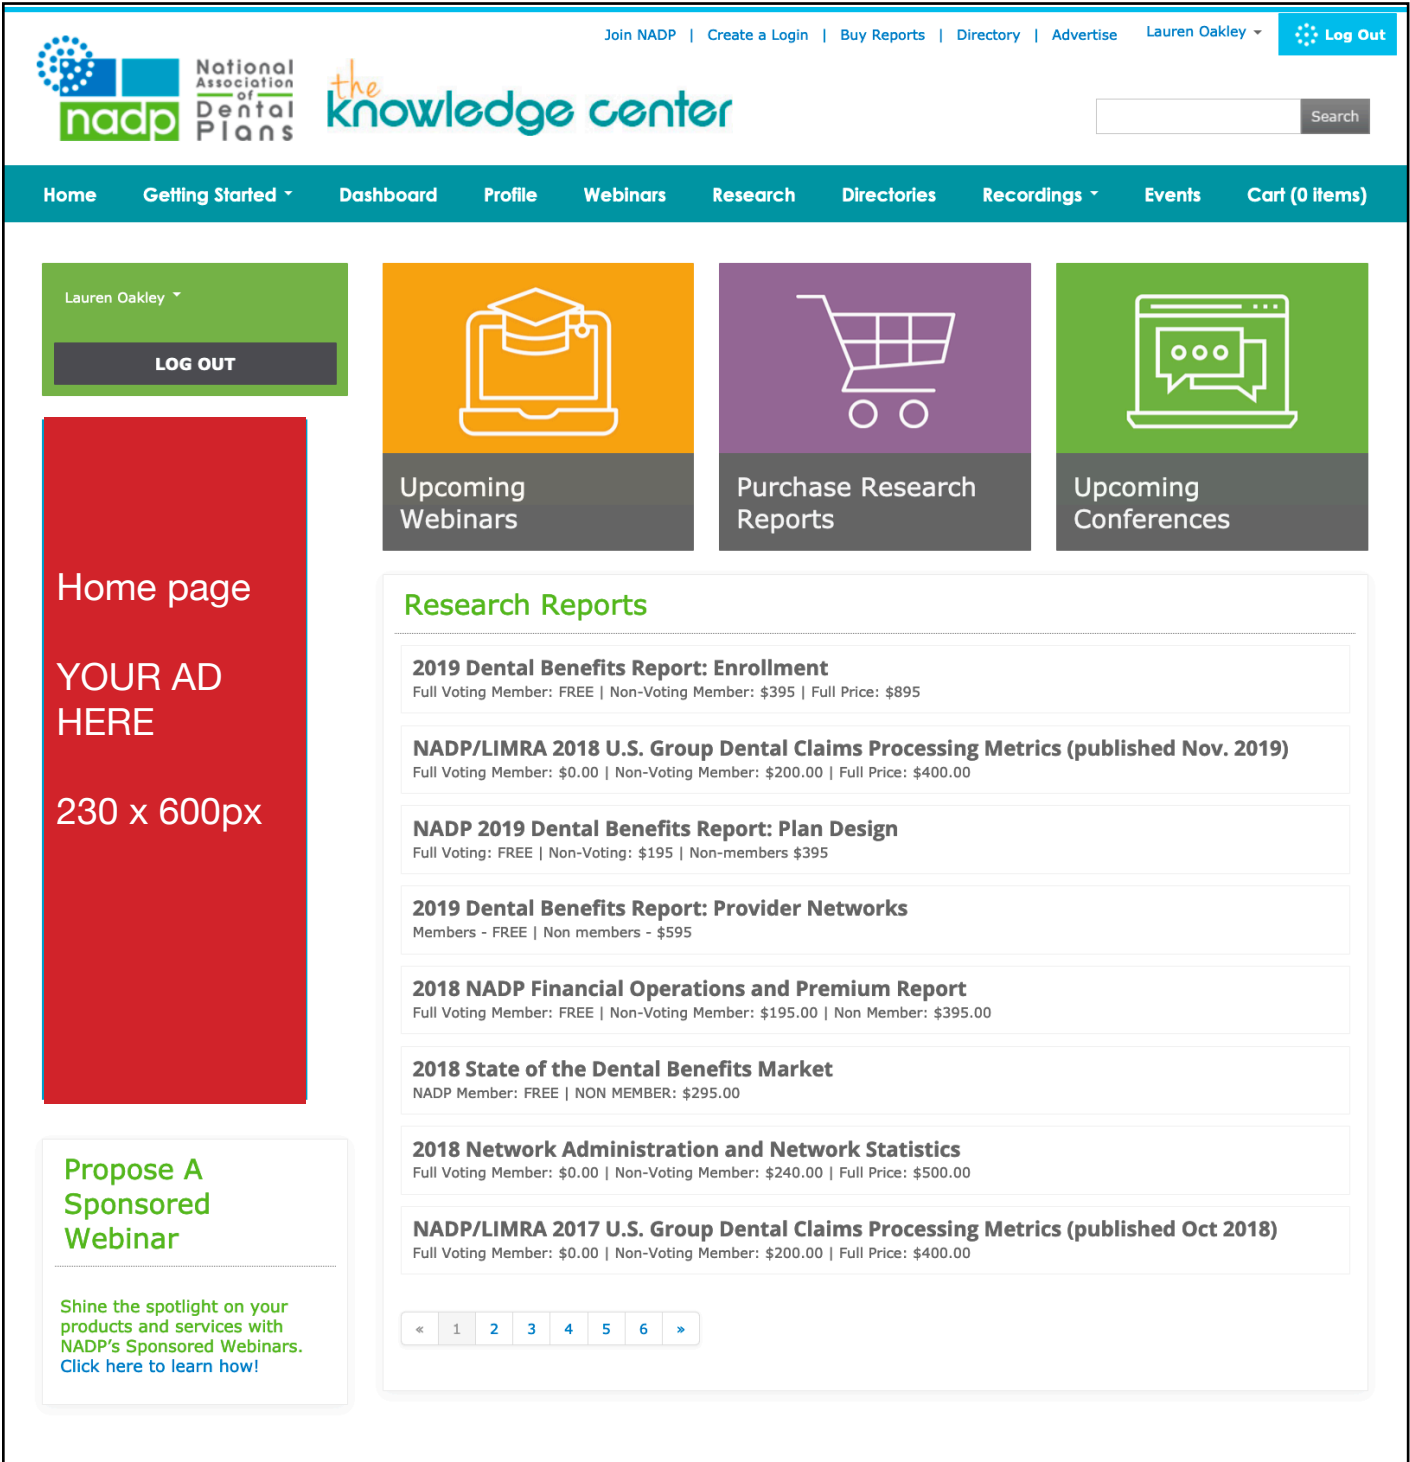 Join NADP | Create a Login | Buy Reports | Directory | Advertise Lauren Oakley Log Out
nadp
National
Association
of
Dental
Plans
the
knowledge center
Search
Home Getting Started Dashboard Profile Webinars Research Directories Recordings Events Cart (0 items)
Lauren Oakley
LOG OUT
Upcoming
Webinars
Purchase Research
Reports
Upcoming
Conferences
Home page
YOUR AD
HERE
230 x 600px
Propose A
Sponsored
Webinar
Shine the spotlight on your
products and services with
NADP's Sponsored Webinars.
Click here to learn how!
Research Reports
2019 Dental Benefits Report: Enrollment
Full Voting Member: FREE | Non-Voting Member: $395 | Full Price: $895
NADP/LIMRA 2018 U.S. Group Dental Claims Processing Metrics (published Nov. 2019)
Full Voting Member: $0.00 | Non-Voting Member: $200.00 | Full Price: $400.00
NADP 2019 Dental Benefits Report: Plan Design
Full Voting: FREE | Non-Voting: $195 | Non-members $395
2019 Dental Benefits Report: Provider Networks
Members - FREE | Non members - $595
2018 NADP Financial Operations and Premium Report
Full Voting Member: FREE | Non-Voting Member: $195.00 | Non Member: $395.00
2018 State of the Dental Benefits Market
NADP Member: FREE | NON MEMBER: $295.00
2018 Network Administration and Network Statistics
Full Voting Member: $0.00 | Non-Voting Member: $240.00 | Full Price: $500.00
NADP/LIMRA 2017 U.S. Group Dental Claims Processing Metrics (published Oct 2018)
Full Voting Member: $0.00 | Non-Voting Member: $200.00 | Full Price: $400.00
« 1 2 3 4 5 6 »